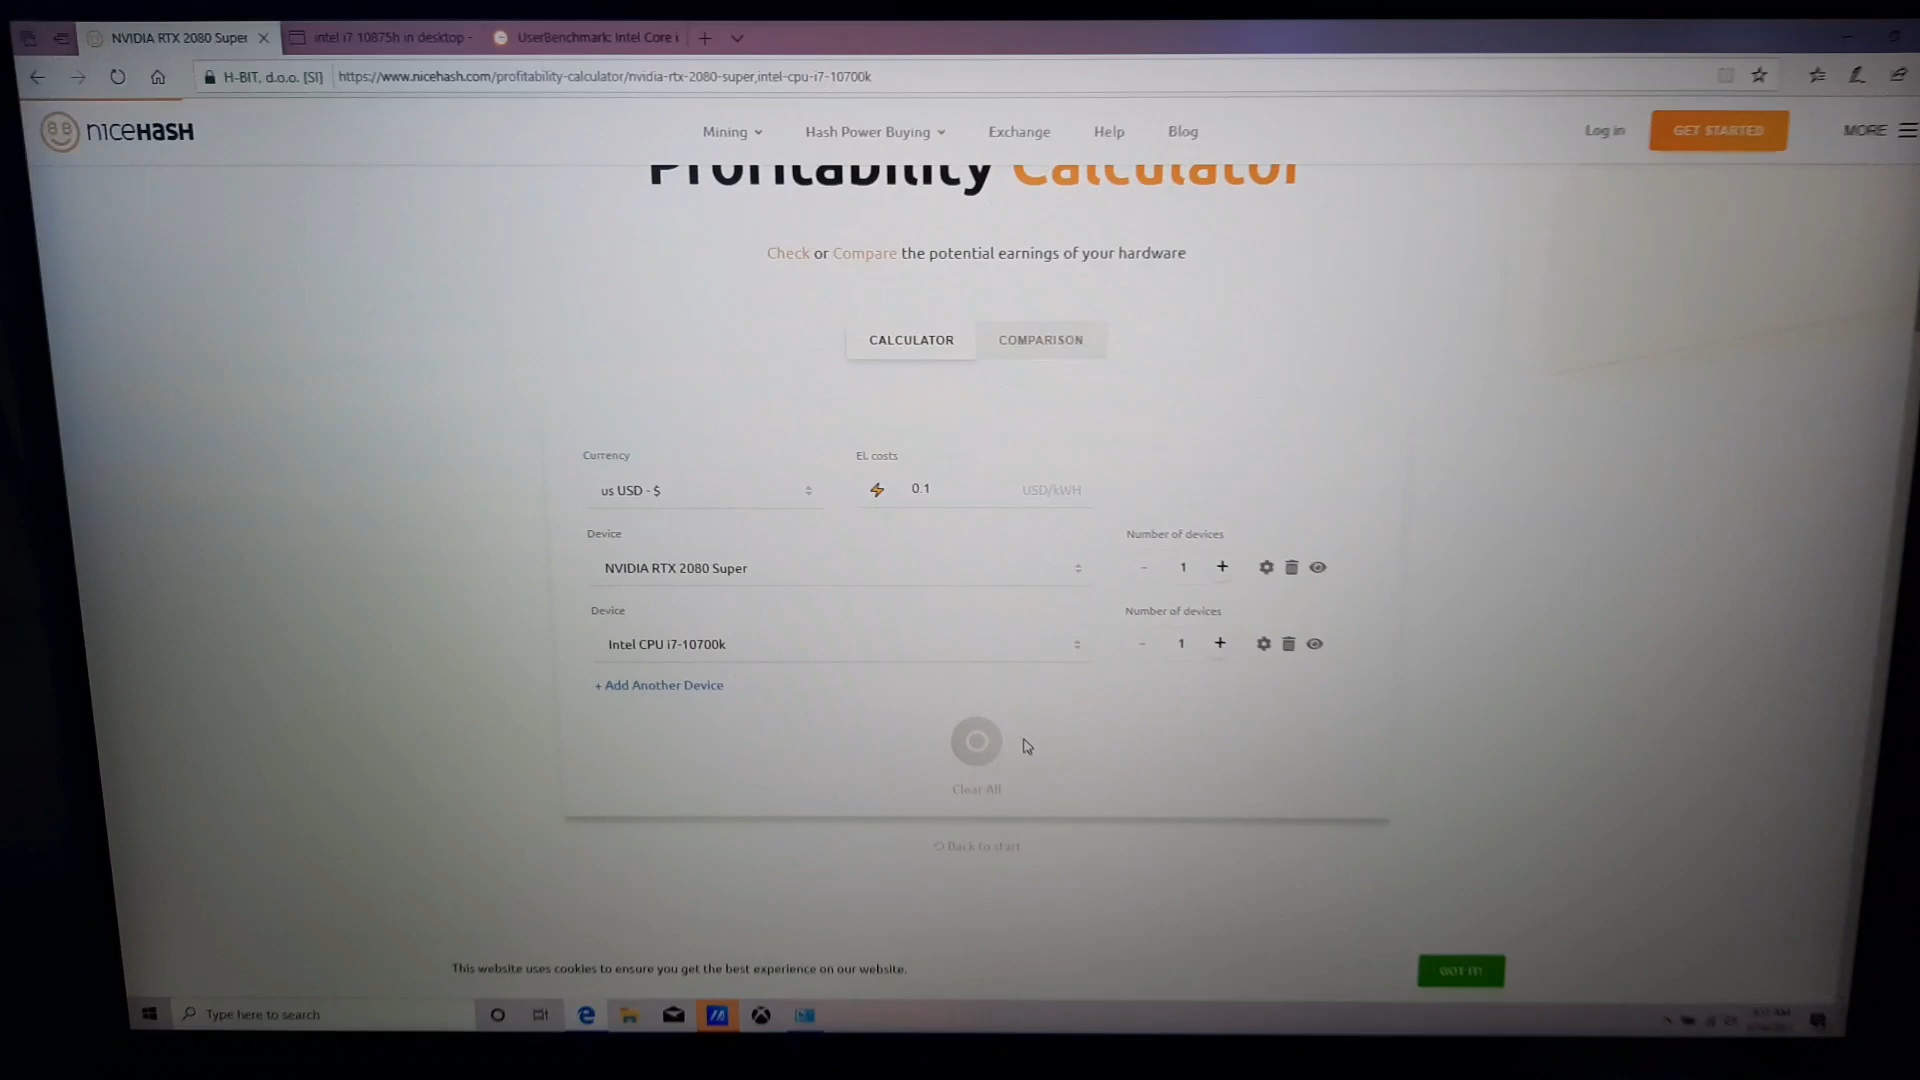 NVIDIA RTX 2080 Super
intel i7 10875h in desktop -
UserBenchmark: Intel Core i
H-BIT, d.o.o. [SI]
https://www.nicehash.com/profitability-calculator/nvidia-rtx-2080-super,intel-cpu-i7-10700k
nıceHasH
Mining
Hash Power Buying
Exchange
Help
Blog
Log in
GET STARTED
MORE
Profitability Calculator
Check or Compare the potential earnings of your hardware
CALCULATOR
COMPARISON
Currency
El. costs
us USD - $
0.1
USD/kWH
Device
Number of devices
NVIDIA RTX 2080 Super
- 1 +
Device
Number of devices
Intel CPU i7-10700k
- 1 +
+ Add Another Device
Clear All
Back to start
This website uses cookies to ensure you get the best experience on our website.
GOT IT!
Type here to search